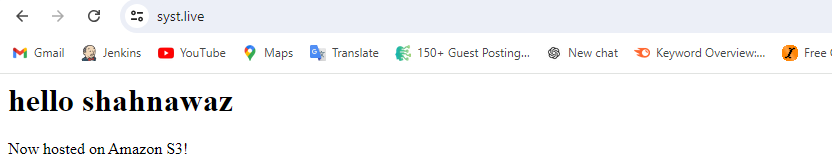 syst.live
Gmail Jenkins YouTube Maps Translate 150+ Guest Posting... New chat Keyword Overview:... Free
hello shahnawaz
Now hosted on Amazon S3!